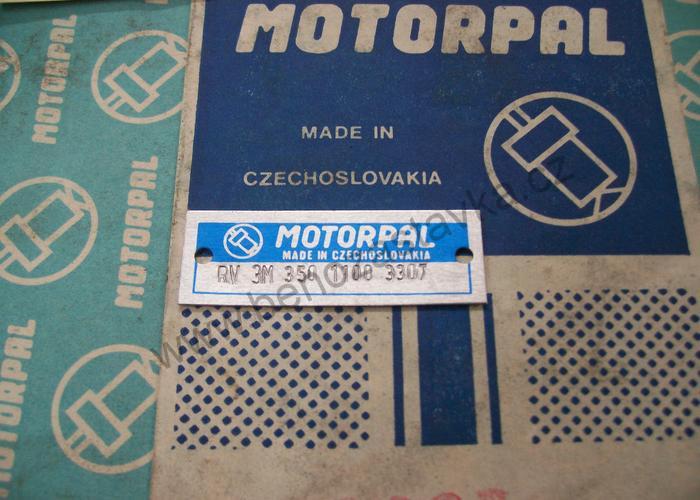 MOTORPAL
MADE IN
CZECHOSLOVAKIA
MOTORPAL
MADE IN CZECHOSLOVAKIA
RV 3M 350 1100 3307
MOTORPAL
MOTORPAL
MOTORPAL